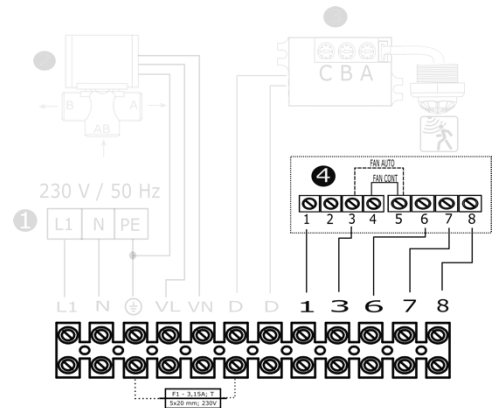 C B A
B A
AB
FAN AUTO
4
FAN CONT
230 V / 50 Hz
1 2 3 4 5 6 7 8
1 L1 N PE
L1 N VL VN D D 1 3 6 7 8
F1 - 3,15A; T
5x20 mm; 230V